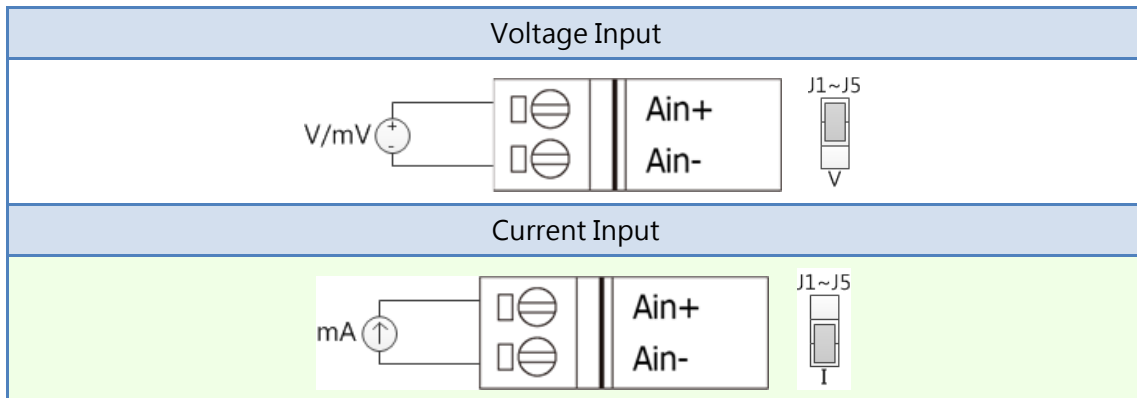 Voltage Input
J1~J5
V/mV
+
-
Ain+
Ain-
V
Current Input
J1~J5
mA
Ain+
Ain-
I